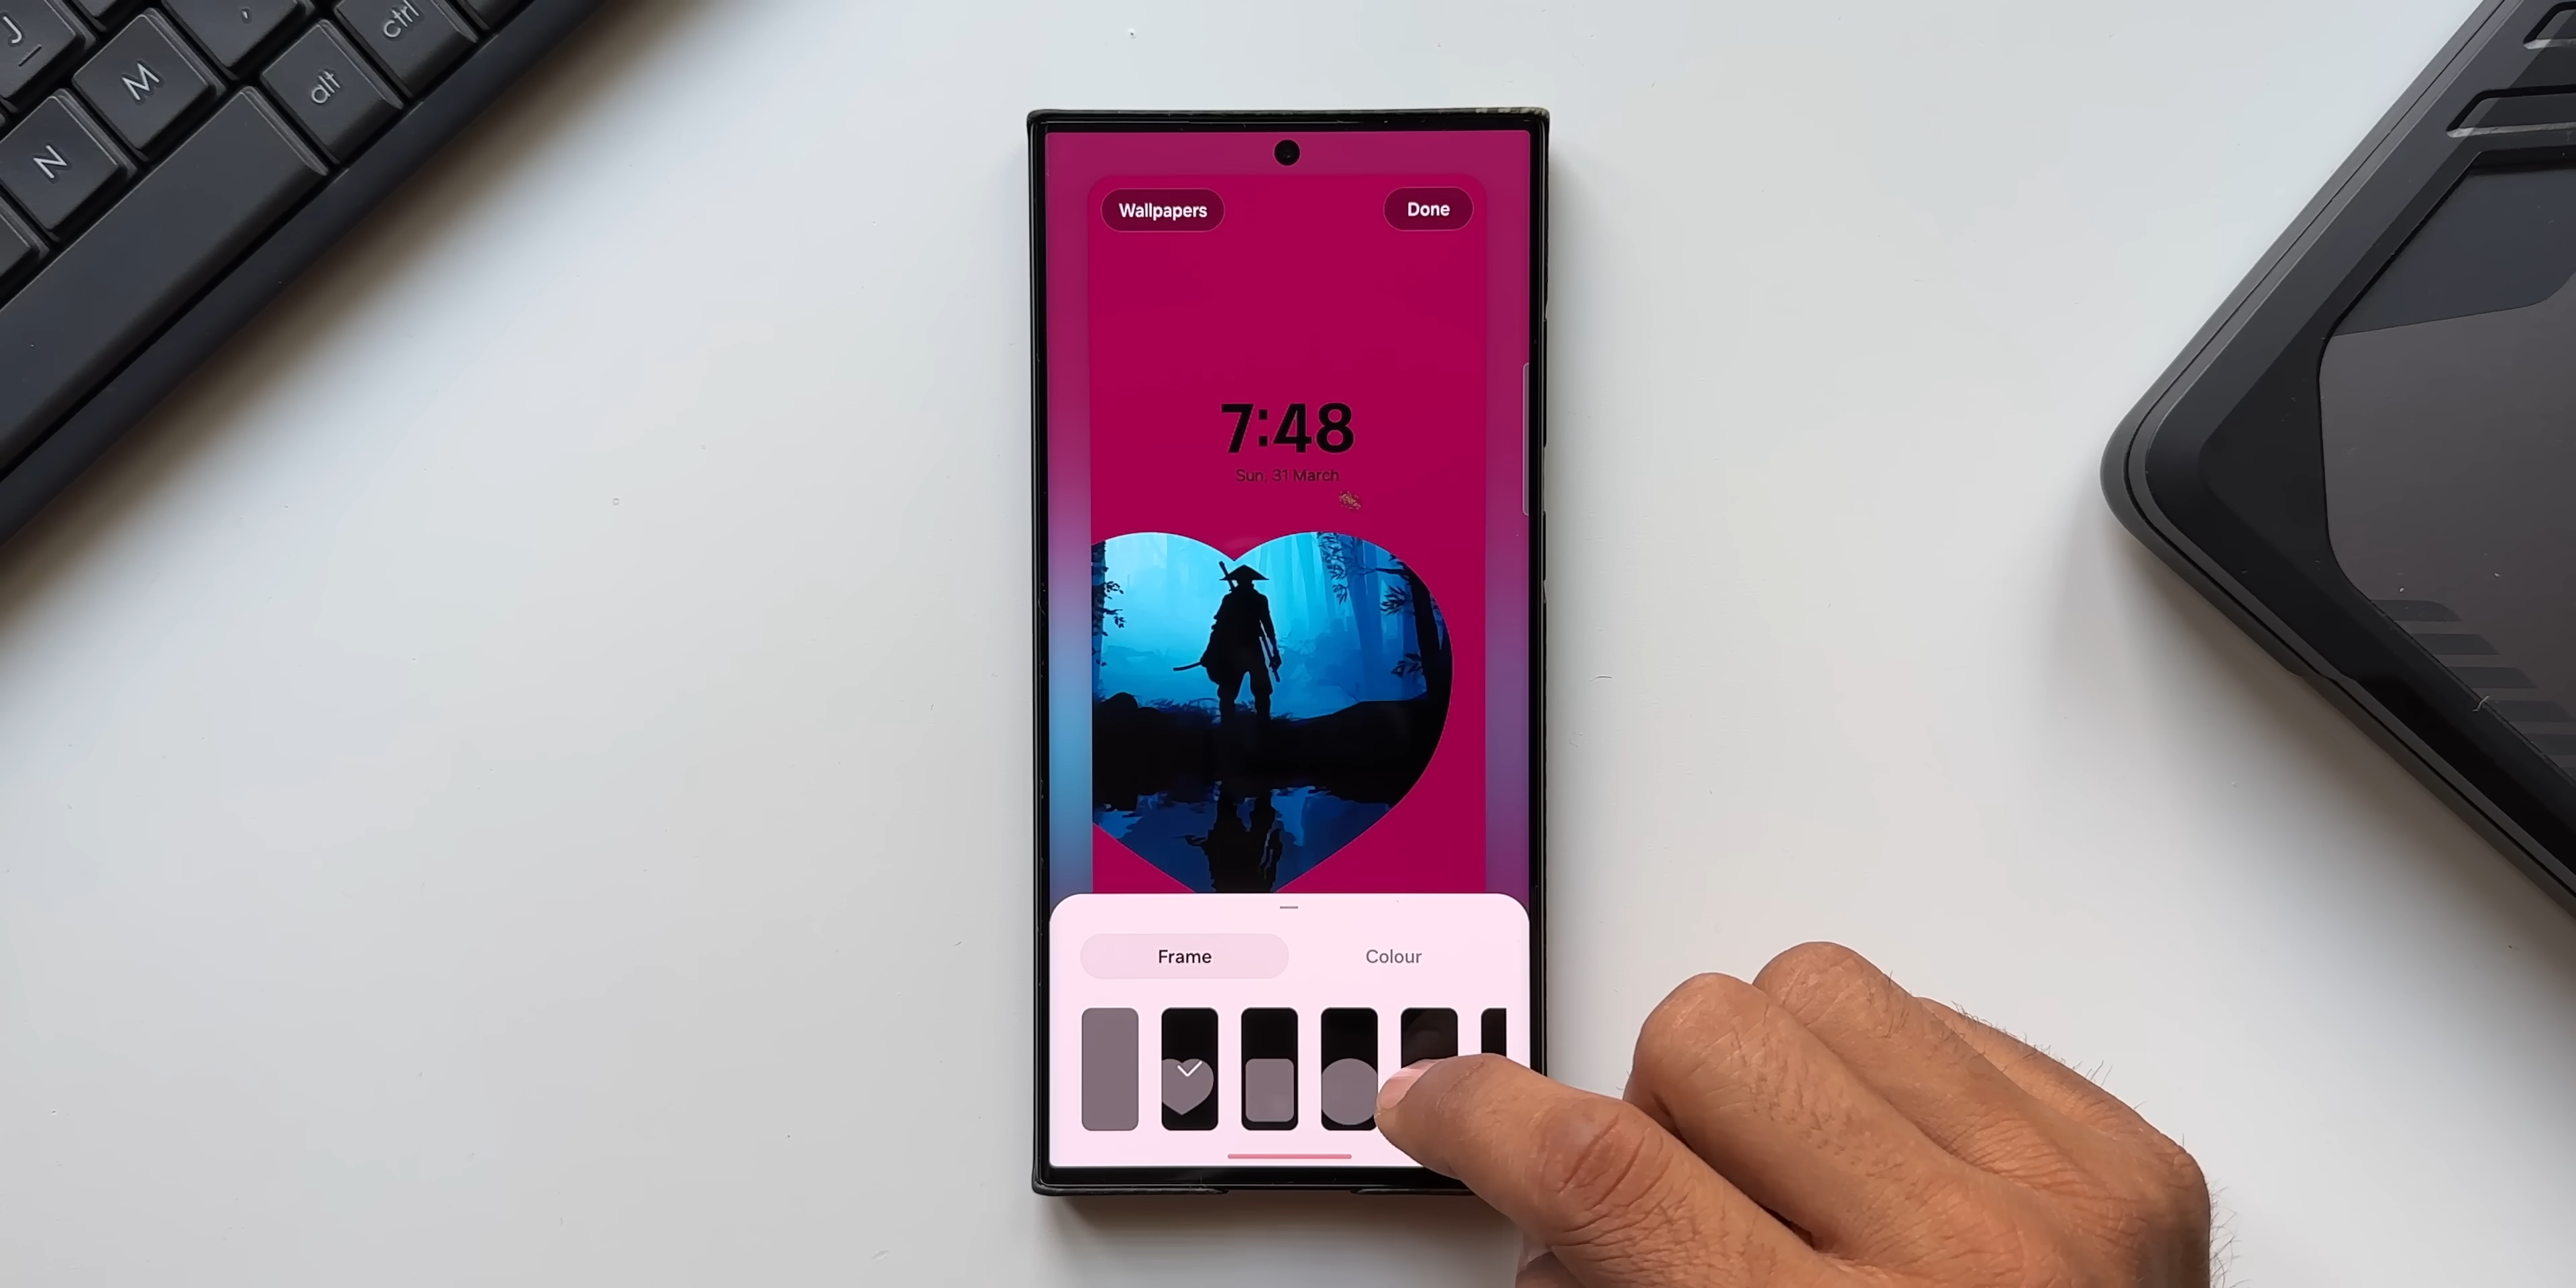 J
M
N
,
alt
ctrl
Wallpapers
Done
7:48
Sun, 31 March
Frame
Colour